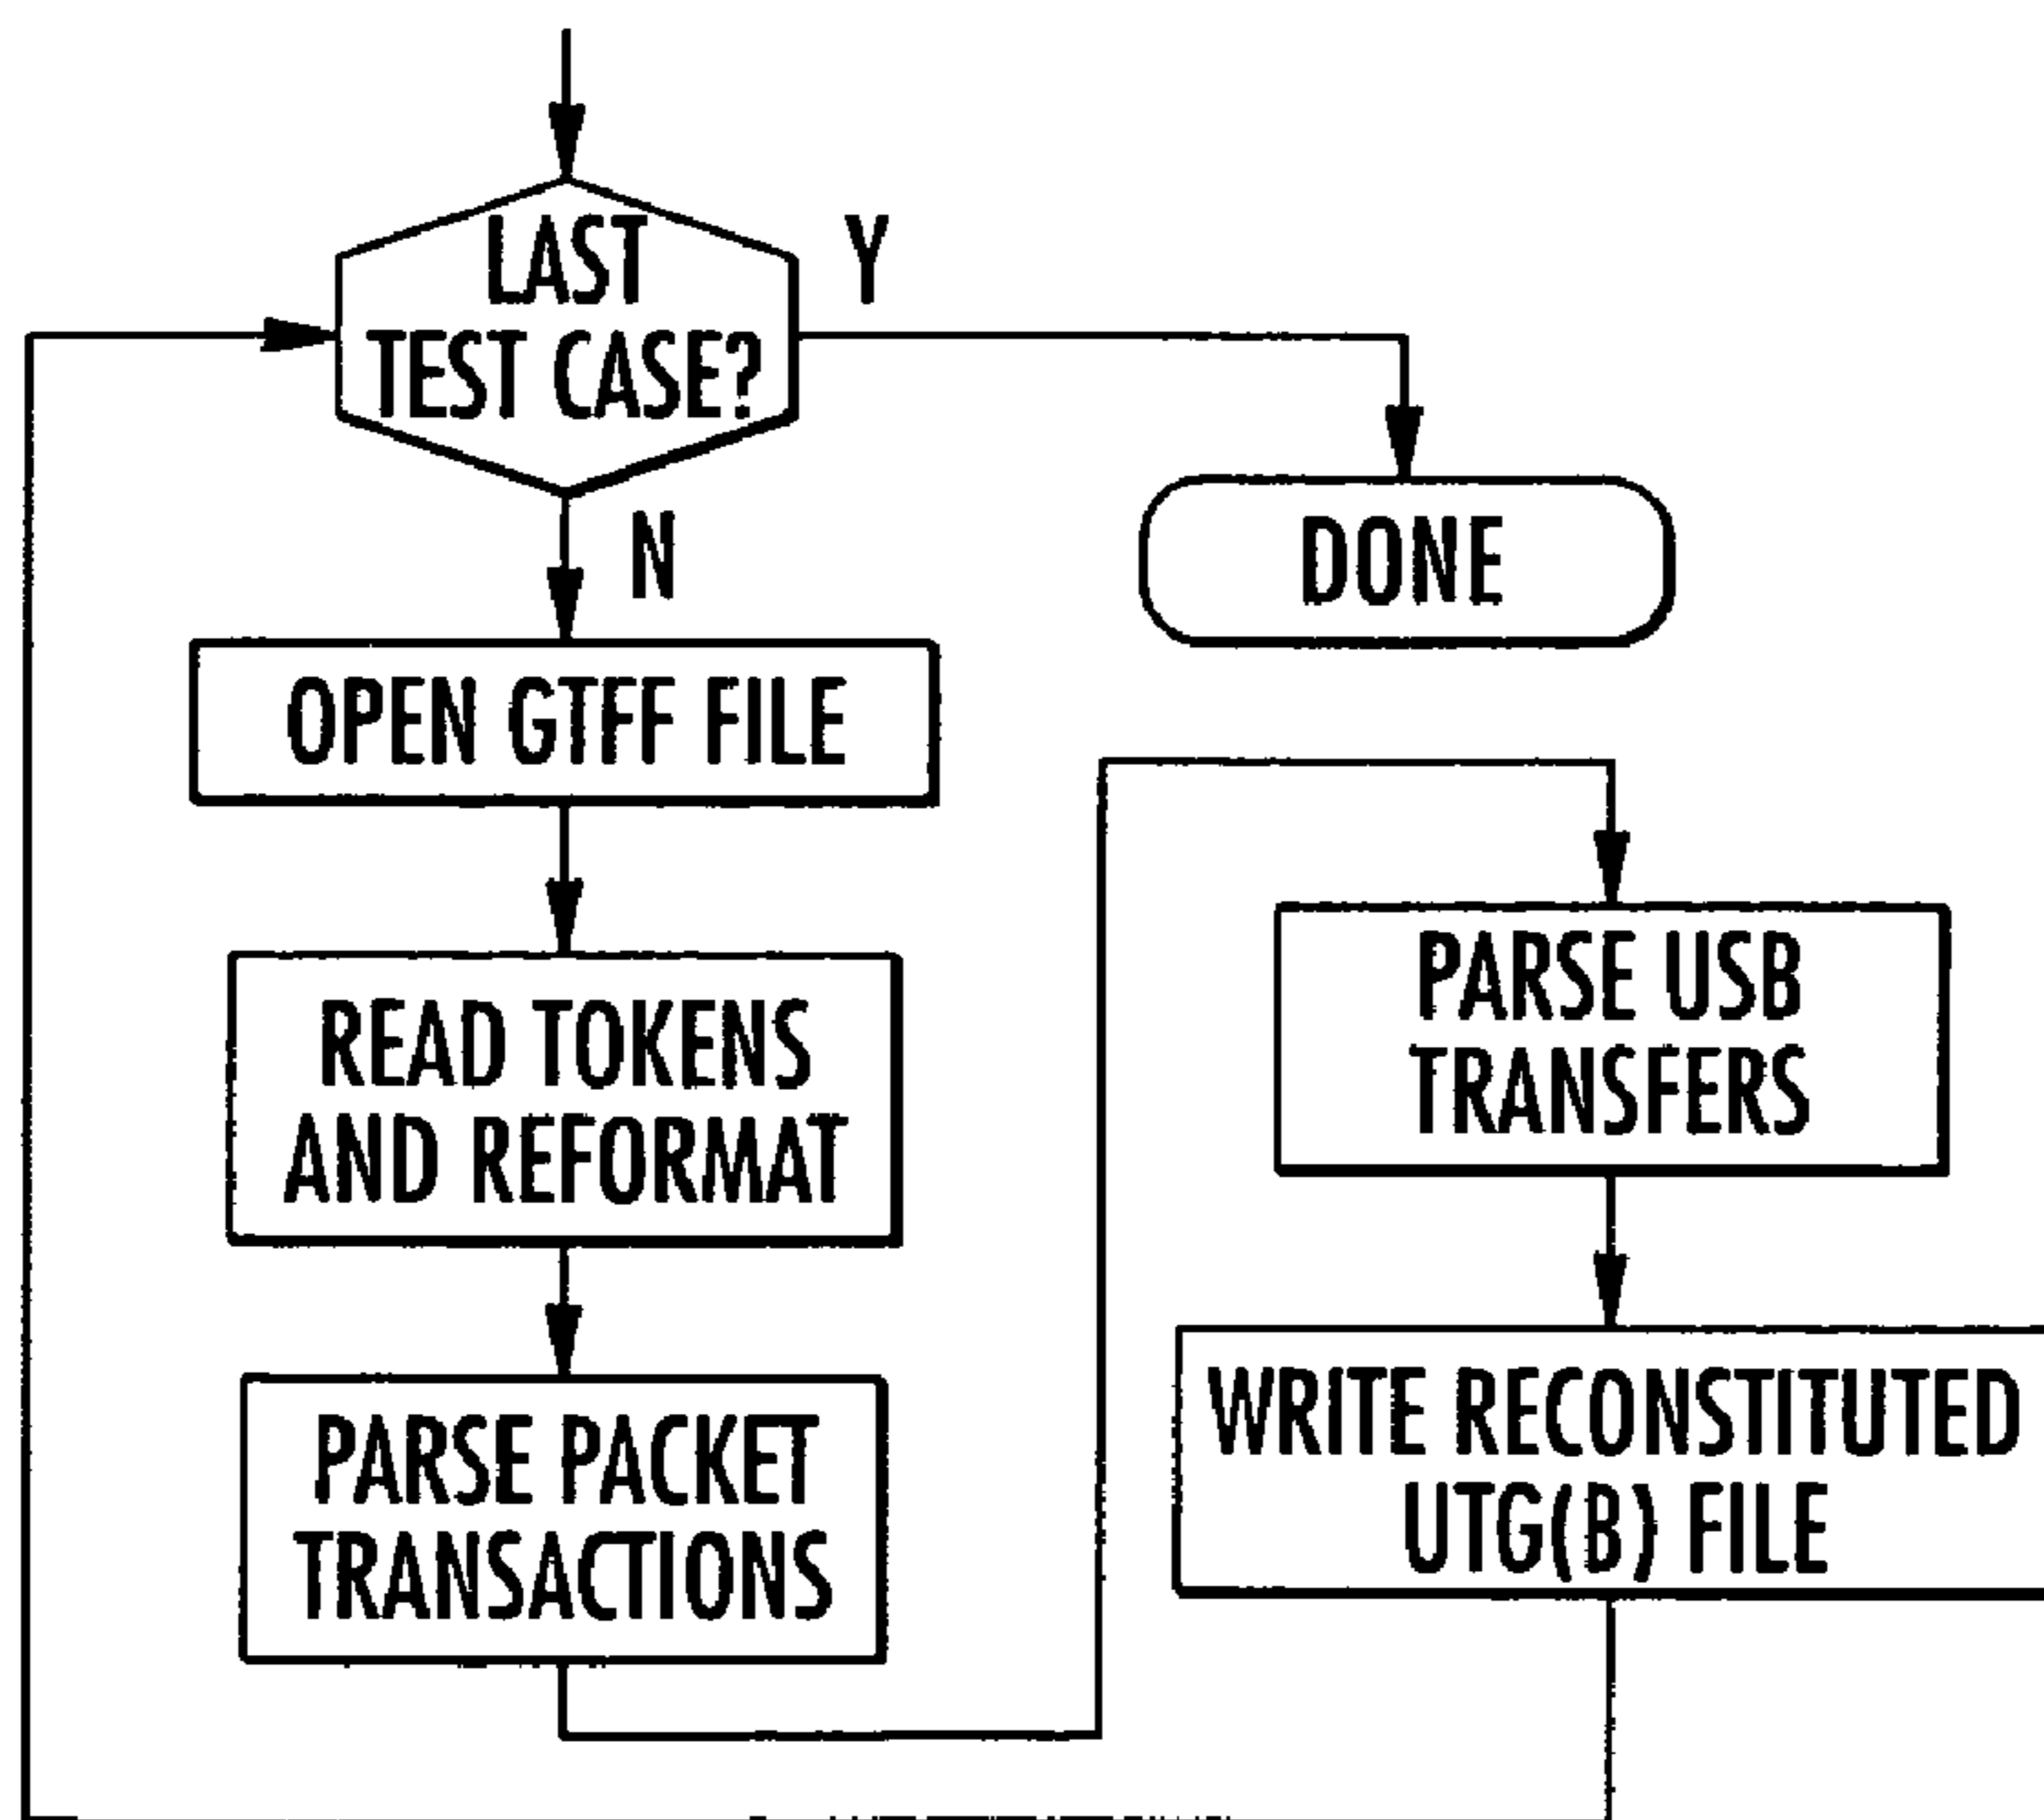 LAST
TEST CASE?
Y
N
DONE
OPEN GTFF FILE
READ TOKENS
AND REFORMAT
PARSE PACKET
TRANSACTIONS
PARSE USB
TRANSFERS
WRITE RECONSTITUTED
UTG(B) FILE